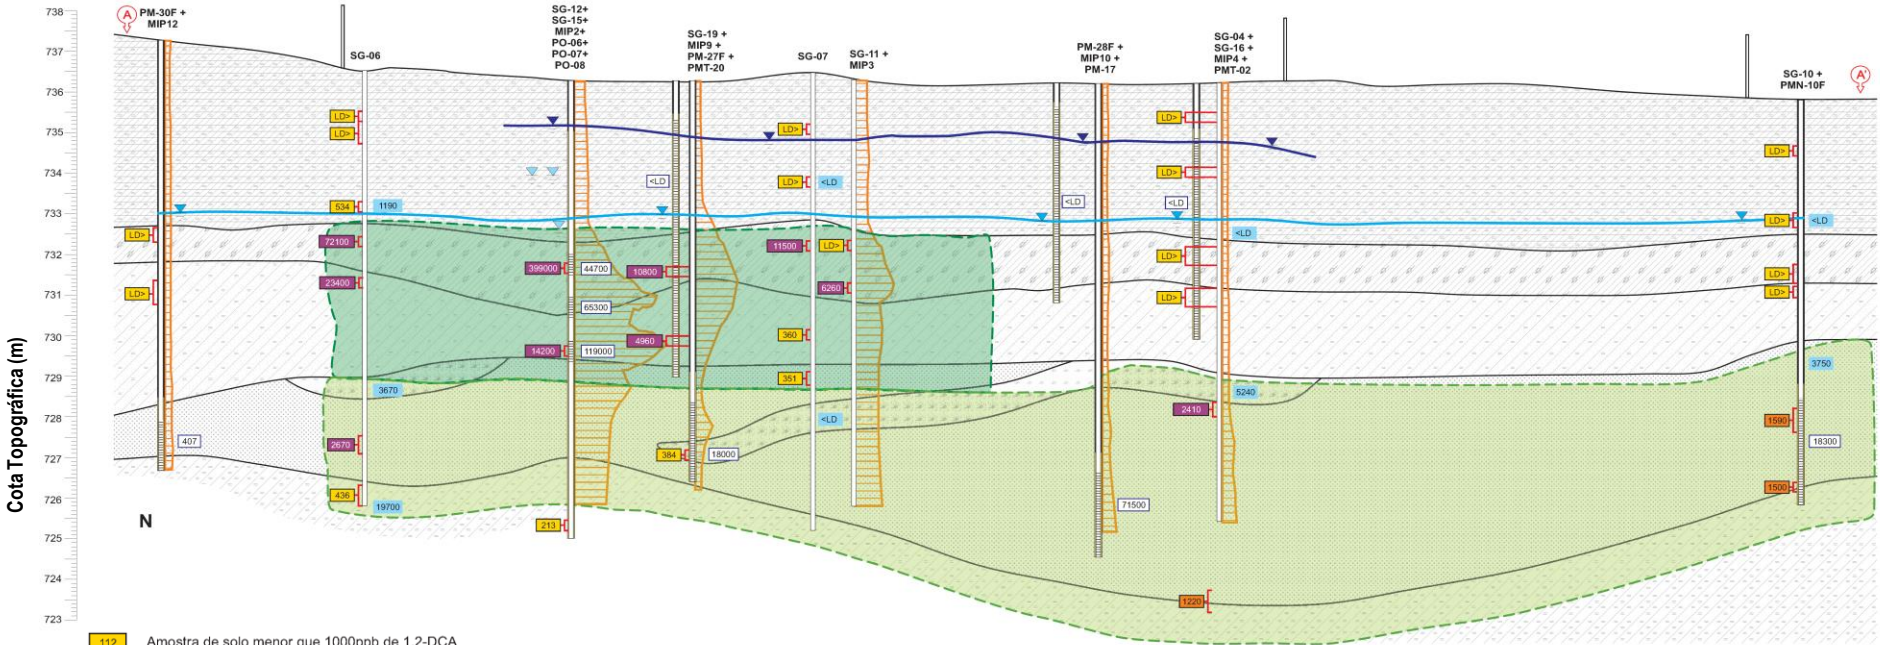 Cota Topográfica (m)
738
737
736
735
734
733
732
731
730
729
728
727
726
725
724
723
A
PM-30F +
MIP12
SG-06
SG-12+
SG-15+
MIP2+
PO-06+
PO-07+
PO-08
SG-19 +
MIP9 +
PM-27F +
PMT-20
SG-07
SG-11 +
MIP3
PM-28F +
MIP10 +
PM-17
SG-04 +
SG-16 +
MIP4 +
PMT-02
SG-10 +
PMN-10F
A'
LD>
LD>
407
LD>
LD>
534
1190
72100
23400
3670
2670
436
19700
399000
44700
65300
14200
119000
213
<LD
10800
4960
384
18000
LD>
LD>
<LD
11500
360
351
<LD
LD>
6260
<LD
71500
LD>
LD>
<LD
<LD
LD>
LD>
5240
2410
1220
LD>
LD>
<LD
LD>
LD>
3750
1590
18300
1500
N
112 Amostra de solo menor que 1000ppb de 1,2-DCA